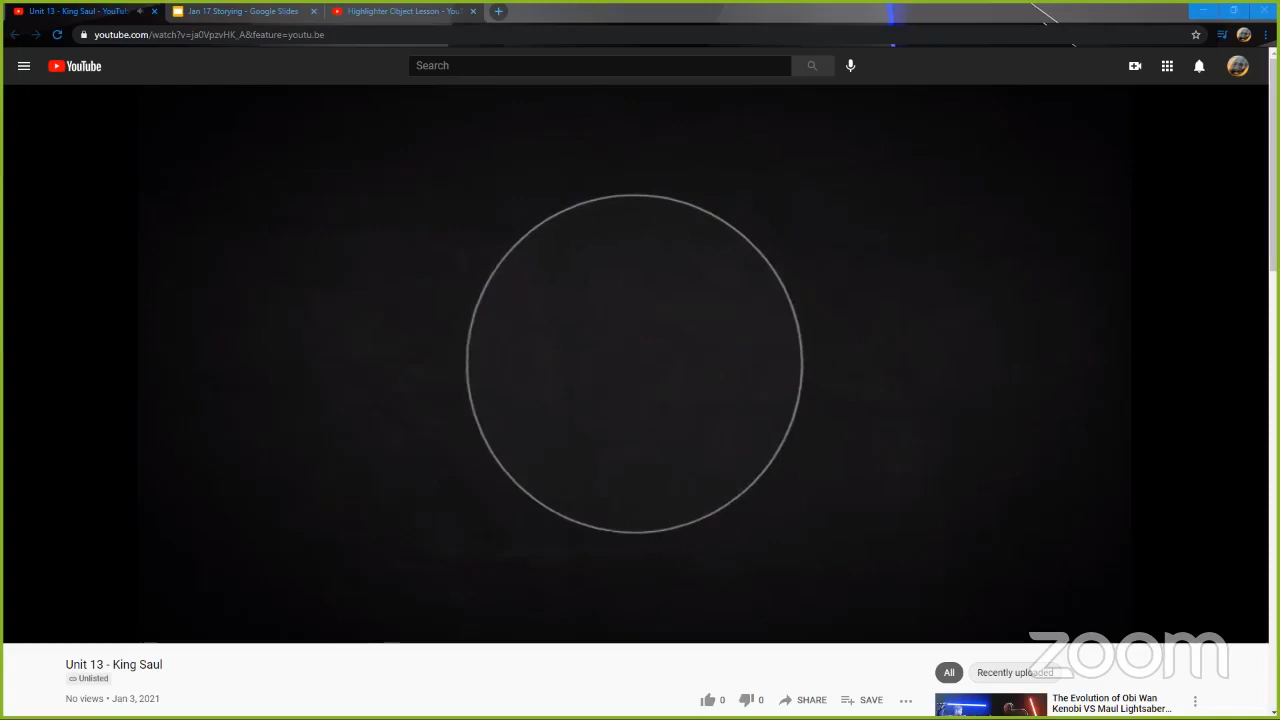 Unit 13 - King Saul - YouTu
Jan 17 Storying - Google Slides
Highlighter Object Lesson - You
youtube.com/watch?v=ja0VpzvHK_A&feature=youtu.be
YouTube
Search
Unit 13 - King Saul
Unlisted
No views • Jan 3, 2021
0
0
SHARE
SAVE
All
Recently uploaded
The Evolution of Obi Wan
Kenobi VS Maul Lightsaber...
zoom